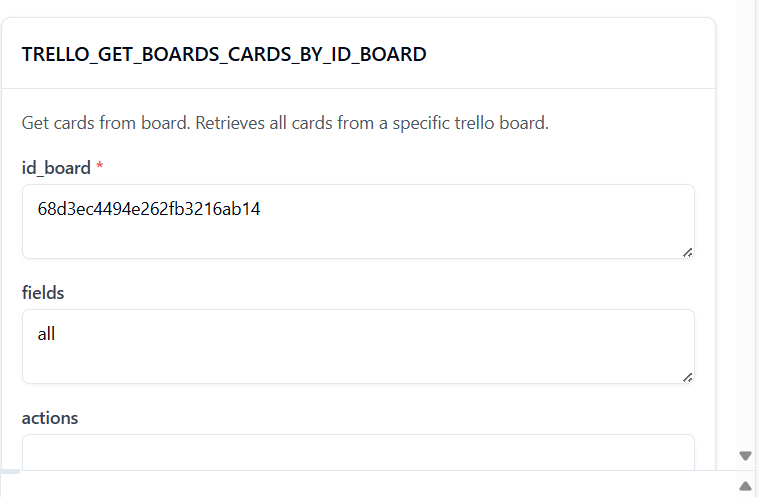 TRELLO_GET_BOARDS_CARDS_BY_ID_BOARD
Get cards from board. Retrieves all cards from a specific trello board.
id_board *
68d3ec4494e262fb3216ab14
fields
all
actions